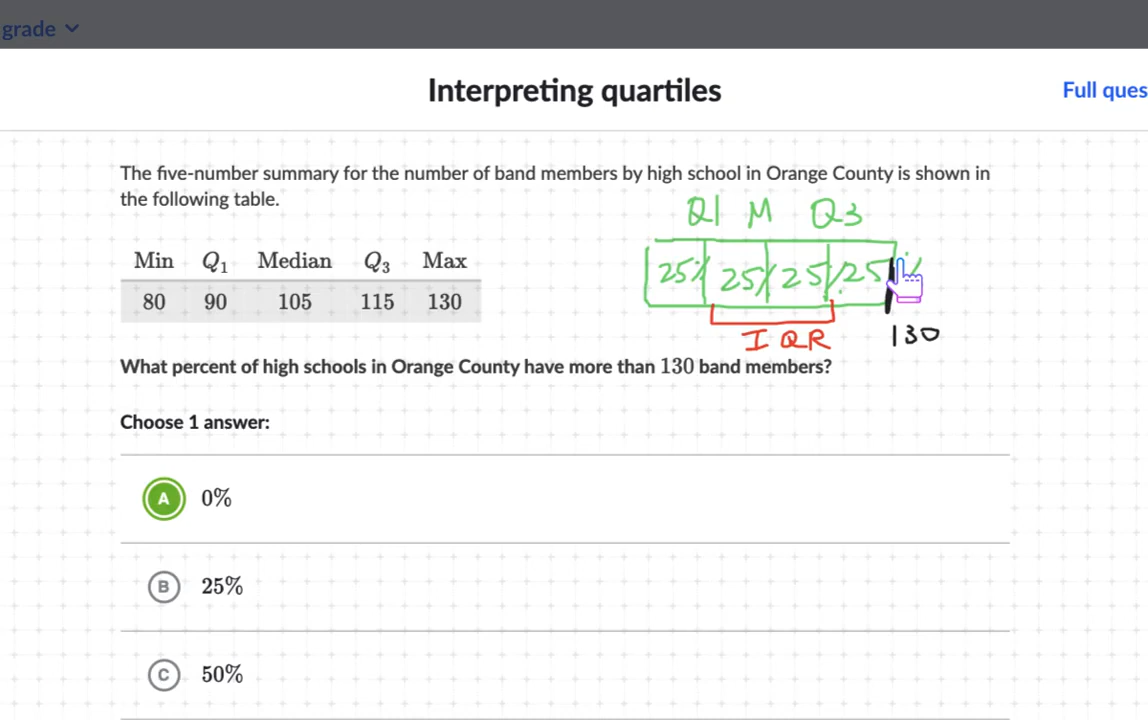 grade
Interpreting quartiles
Full ques
The five-number summary for the number of band members by high school in Orange County is shown in
the following table.
Q1 M Q3
Min Q₁ Median Q₃ Max
80 90 105 115 130
25% 25% 25% 25%
IQR
130
What percent of high schools in Orange County have more than 130 band members?
Choose 1 answer:
A 0%
B 25%
C 50%